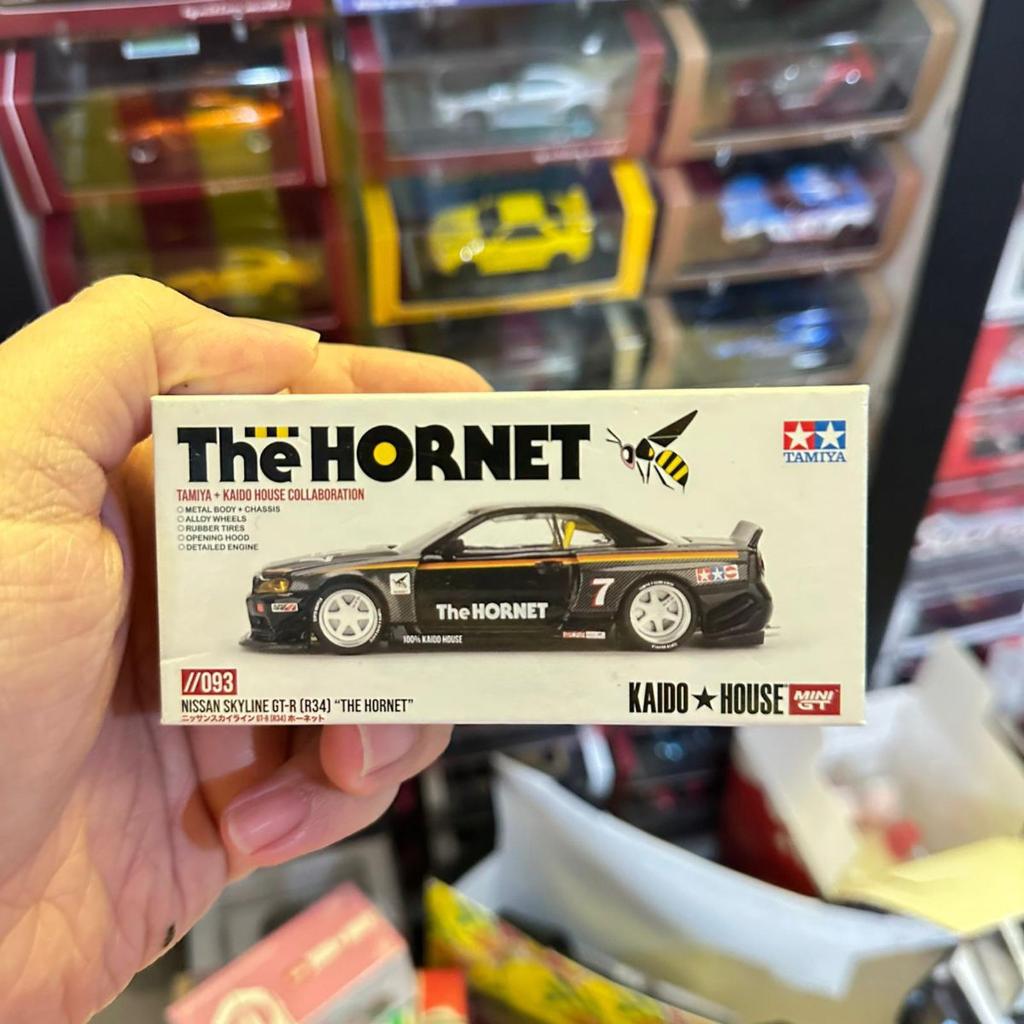 The HORNET
TAMIYA
TAMIYA + KAIDO HOUSE COLLABORATION
METAL BODY + CHASSIS
ALLOY WHEELS
RUBBER TIRES
OPENING HOOD
DETAILED ENGINE
7
The HORNET
100% KAIDO HOUSE
//093
NISSAN SKYLINE GT-R (R34) "THE HORNET"
ニッサンスカイライン GT-R (R34) ホーネット
KAIDO★HOUSE MINI GT